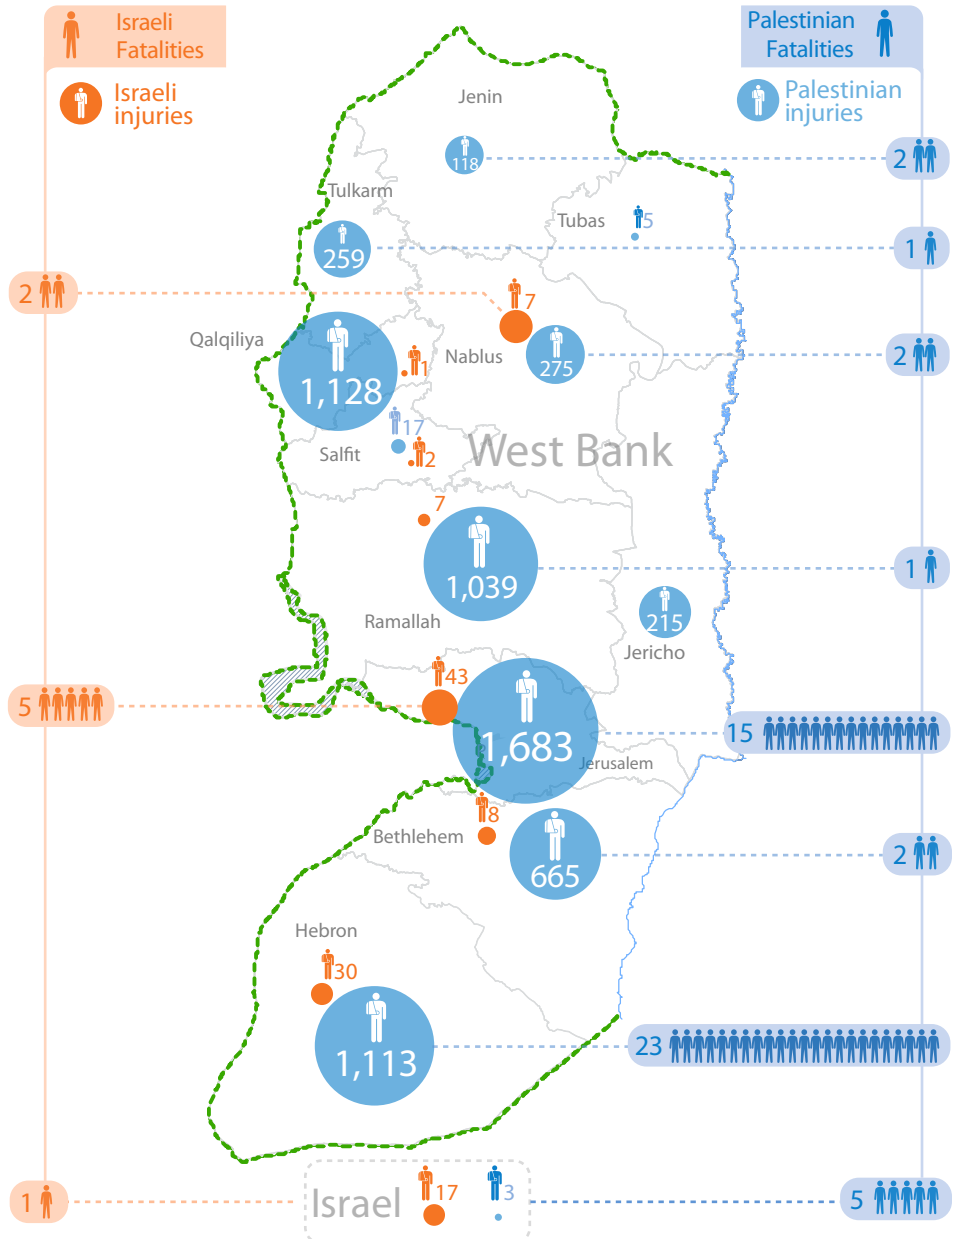 Israeli
Fatalities
Israeli
injuries
Palestinian
Fatalities
Palestinian
injuries
Jenin
118
2
Tulkarm
Tubas
5
259
1
2
7
Qalqiliya
1,128
1
Nablus
275
2
17
Salfit
2
West Bank
7
1,039
1
Ramallah
215
Jericho
43
5
1,683
15
Jerusalem
8
Bethlehem
665
2
Hebron
30
1,113
23
Israel
17
3
1
5